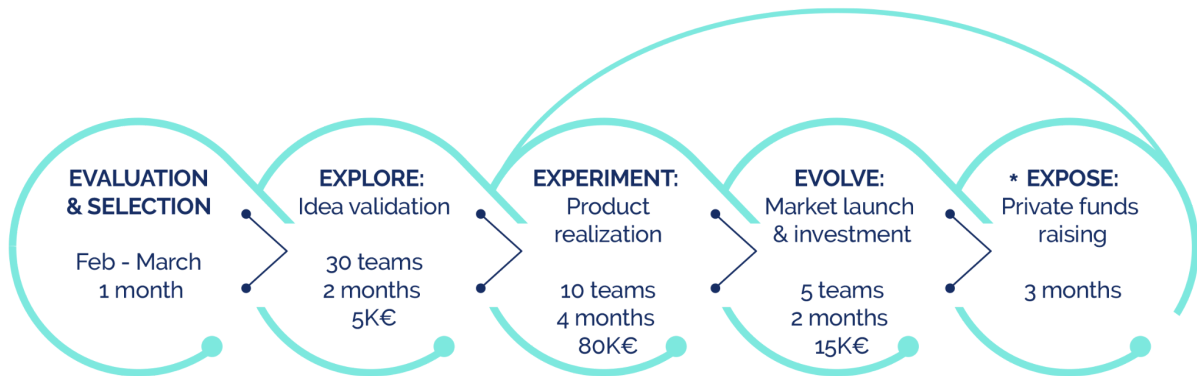 EVALUATION
& SELECTION
Feb - March
1 month
EXPLORE:
Idea validation
30 teams
2 months
5K€
EXPERIMENT:
Product
realization
10 teams
4 months
80K€
EVOLVE:
Market launch
& investment
5 teams
2 months
15K€
* EXPOSE:
Private funds
raising
3 months